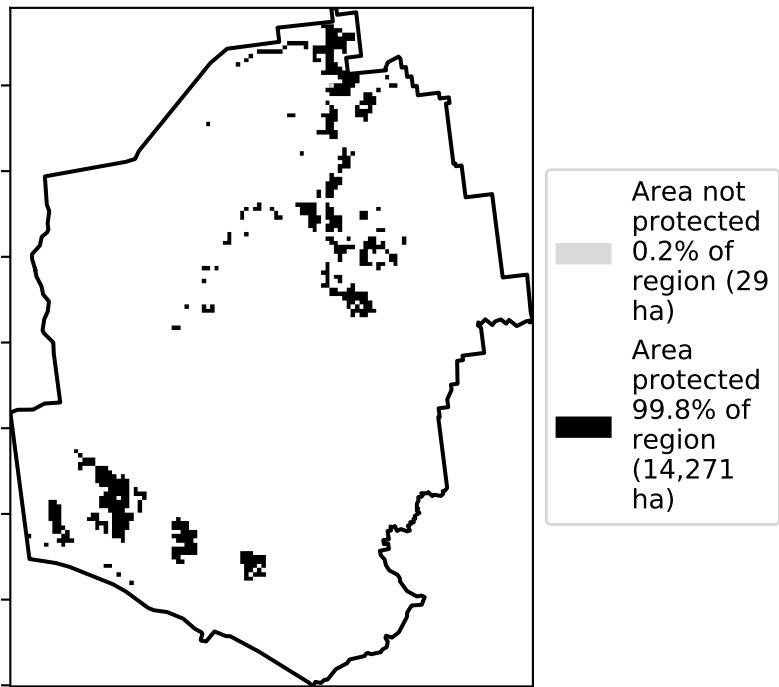 Area not
protected
0.2% of
region (29
ha)
Area
protected
99.8% of
region
(14,271
ha)